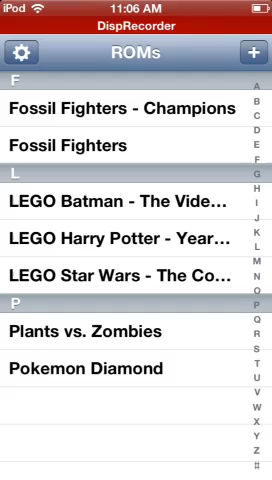 iPod 11:06 AM
DispRecorder
ROMs +
F
Fossil Fighters - Champions
Fossil Fighters
L
LEGO Batman - The Vide...
LEGO Harry Potter - Year...
LEGO Star Wars - The Co...
P
Plants vs. Zombies
Pokemon Diamond
A
B
C
D
E
F
G
H
I
J
K
L
M
N
O
P
Q
R
S
T
U
V
W
X
Y
Z
#